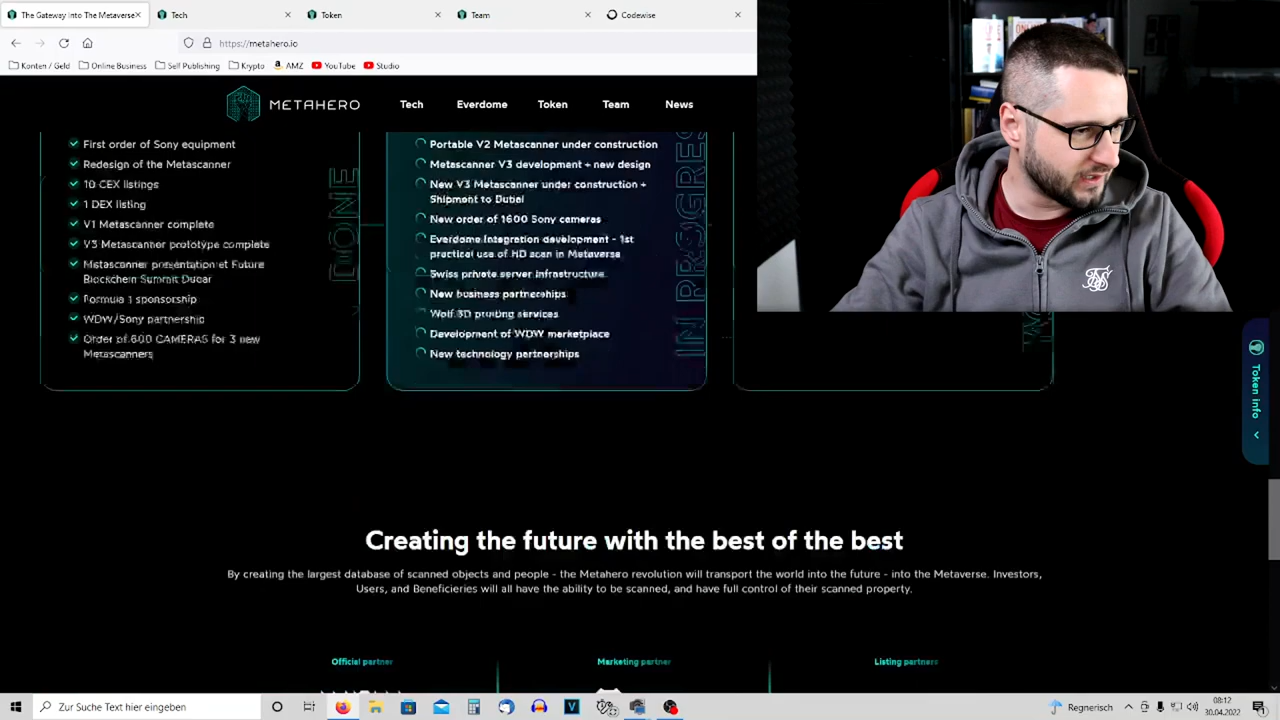 The Gateway Into The Metaverse
Tech
Token
Team
Codewise
https://metahero.io
Konten / Geld
Online Business
Self Publishing
Krypto
AMZ
YouTube
Studio
METAHERO
Tech
Everdome
Token
Team
News
First order of Sony equipment
Redesign of the Metascanner
10 CEX listings
1 DEX listing
V1 Metascanner complete
V3 Metascanner prototype complete
Metascanner presentation at Future
Blockchain Summit Dubai
Formula 1 sponsorship
WDW/Sony partnership
Order of 600 CAMERAS for 3 new
Metascanners
DONE
Portable V2 Metascanner under construction
Metascanner V3 development + new design
New V3 Metascanner under construction +
Shipment to Dubai
New order of 1600 Sony cameras
Everdome Integration development - 1st
practical use of HD scan in Metaverse
Swiss private server infrastructure
New business partnerships
Wolf 3D printing services
Development of WDW marketplace
New technology partnerships
IN PROGRES
Token info
Creating the future with the best of the best
By creating the largest database of scanned objects and people - the Metahero revolution will transport the world into the future - into the Metaverse. Investors,
Users, and Beneficieries will all have the ability to be scanned, and have full control of their scanned property.
Official partner
Marketing partner
Listing partners
Zur Suche Text hier eingeben
Regnerisch
08:12
30.04.2022